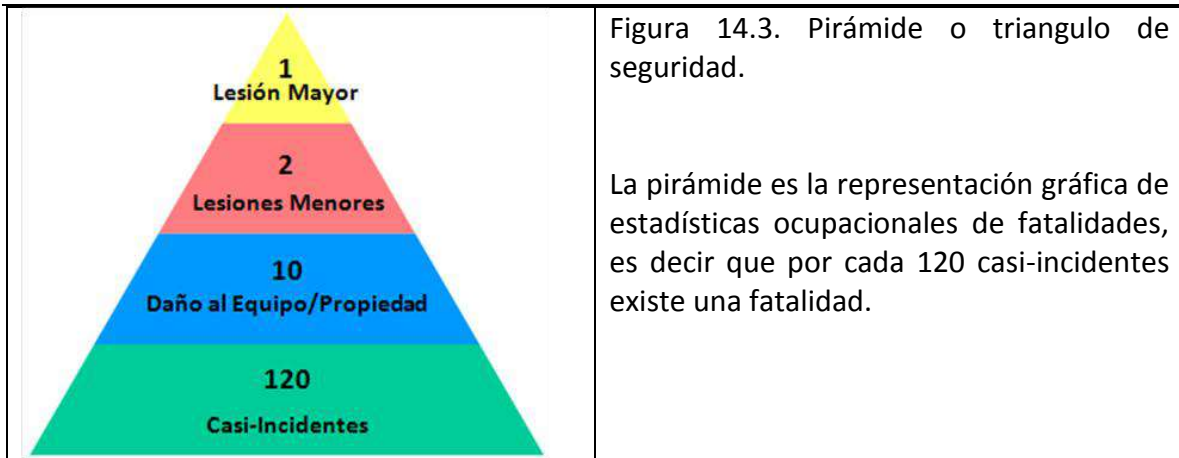 1
Lesión Mayor
2
Lesiones Menores
10
Daño al Equipo/Propiedad
120
Casi-Incidentes
Figura 14.3. Pirámide o triangulo de
seguridad.
La pirámide es la representación gráfica de
estadísticas ocupacionales de fatalidades,
es decir que por cada 120 casi-incidentes
existe una fatalidad.